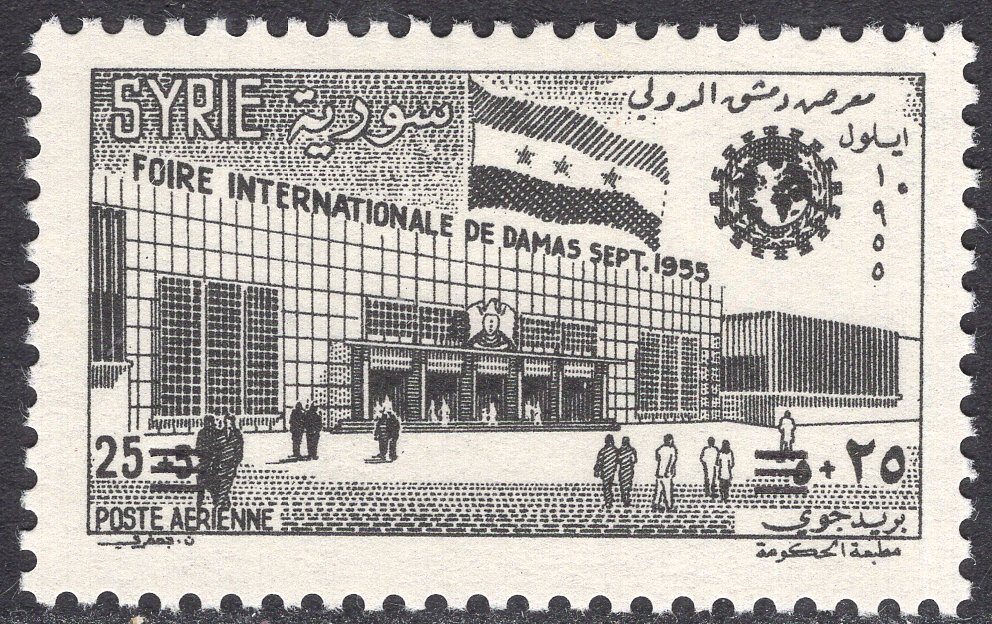 SYRIE سورية
معرض دمشق الدولي
ايلول
١٩٥٥
FOIRE INTERNATIONALE DE DAMAS SEPT. 1955
25
+ ٢٥
POSTE AERIENNE
بريد جوي
مطبعة الحكومة